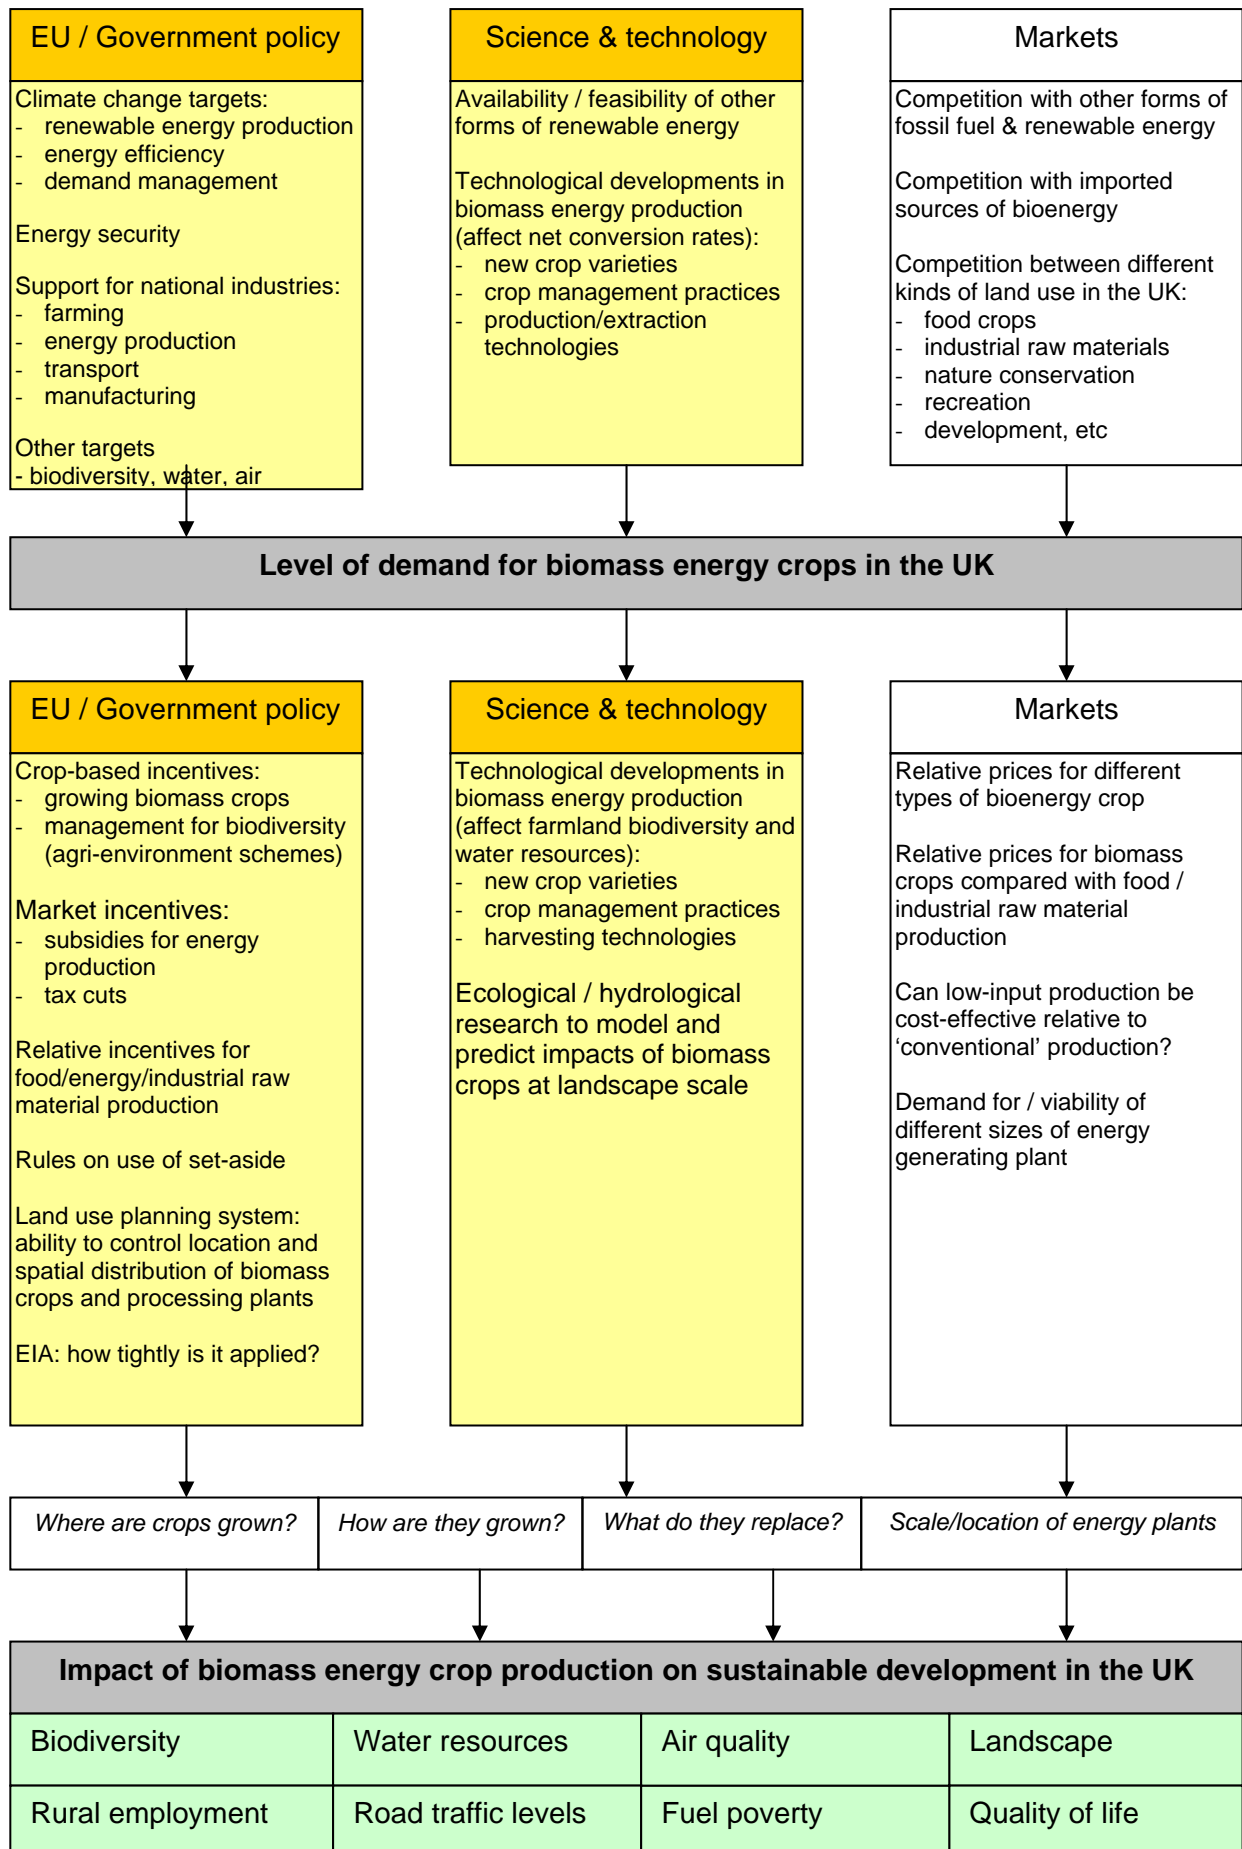 EU / Government policy
Climate change targets:
- renewable energy production
- energy efficiency
- demand management
Energy security
Support for national industries:
- farming
- energy production
- transport
- manufacturing
Other targets
- biodiversity, water, air
Science & technology
Availability / feasibility of other
forms of renewable energy
Technological developments in
biomass energy production
(affect net conversion rates):
- new crop varieties
- crop management practices
- production/extraction
technologies
Markets
Competition with other forms of
fossil fuel & renewable energy
Competition with imported
sources of bioenergy
Competition between different
kinds of land use in the UK:
- food crops
- industrial raw materials
- nature conservation
- recreation
- development, etc
Level of demand for biomass energy crops in the UK
EU / Government policy
Crop-based incentives:
- growing biomass crops
- management for biodiversity
(agri-environment schemes)
Market incentives:
- subsidies for energy
production
- tax cuts
Relative incentives for
food/energy/industrial raw
material production
Rules on use of set-aside
Land use planning system:
ability to control location and
spatial distribution of biomass
crops and processing plants
EIA: how tightly is it applied?
Science & technology
Technological developments in
biomass energy production
(affect farmland biodiversity and
water resources):
- new crop varieties
- crop management practices
- harvesting technologies
Ecological / hydrological
research to model and
predict impacts of biomass
crops at landscape scale
Markets
Relative prices for different
types of bioenergy crop
Relative prices for biomass
crops compared with food /
industrial raw material
production
Can low-input production be
cost-effective relative to
‘conventional’ production?
Demand for / viability of
different sizes of energy
generating plant
Where are crops grown?
How are they grown?
What do they replace?
Scale/location of energy plants
Impact of biomass energy crop production on sustainable development in the UK
Biodiversity
Water resources
Air quality
Landscape
Rural employment
Road traffic levels
Fuel poverty
Quality of life